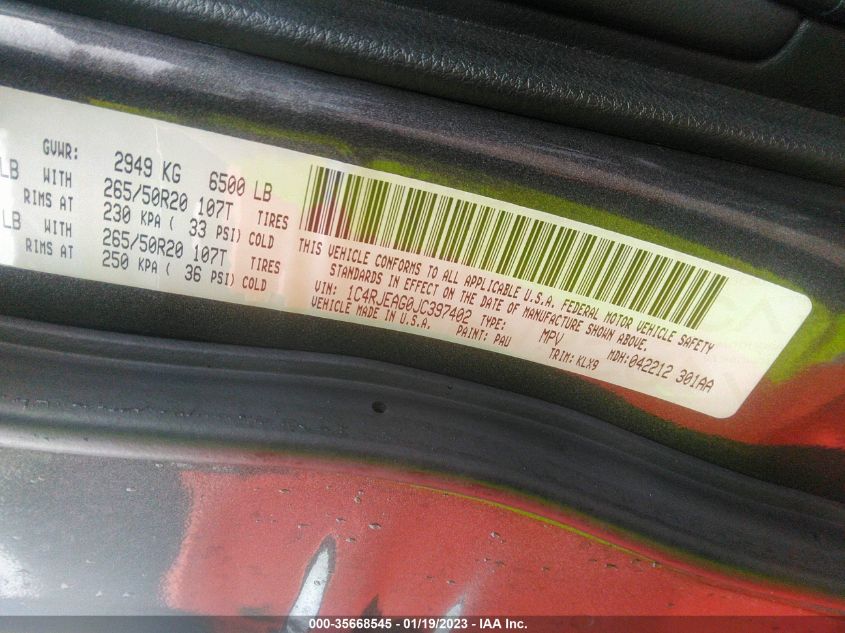 GVWR: 2949 KG 6500 LB
LB WITH 265/50R20 107T TIRES
RIMS AT 230 KPA ( 33 PSI) COLD
LB WITH 265/50R20 107T TIRES
RIMS AT 250 KPA ( 36 PSI) COLD
THIS VEHICLE CONFORMS TO ALL APPLICABLE U.S.A. FEDERAL MOTOR VEHICLE SAFETY
STANDARDS IN EFFECT ON THE DATE OF MANUFACTURE SHOWN ABOVE.
VIN: 1C4RJEAG0JC397402 TYPE: MPV MDH: 042212 301AA
VEHICLE MADE IN U.S.A. PAINT: PAU TRIM: KLX9
000-35668545 - 01/19/2023 - IAA Inc.